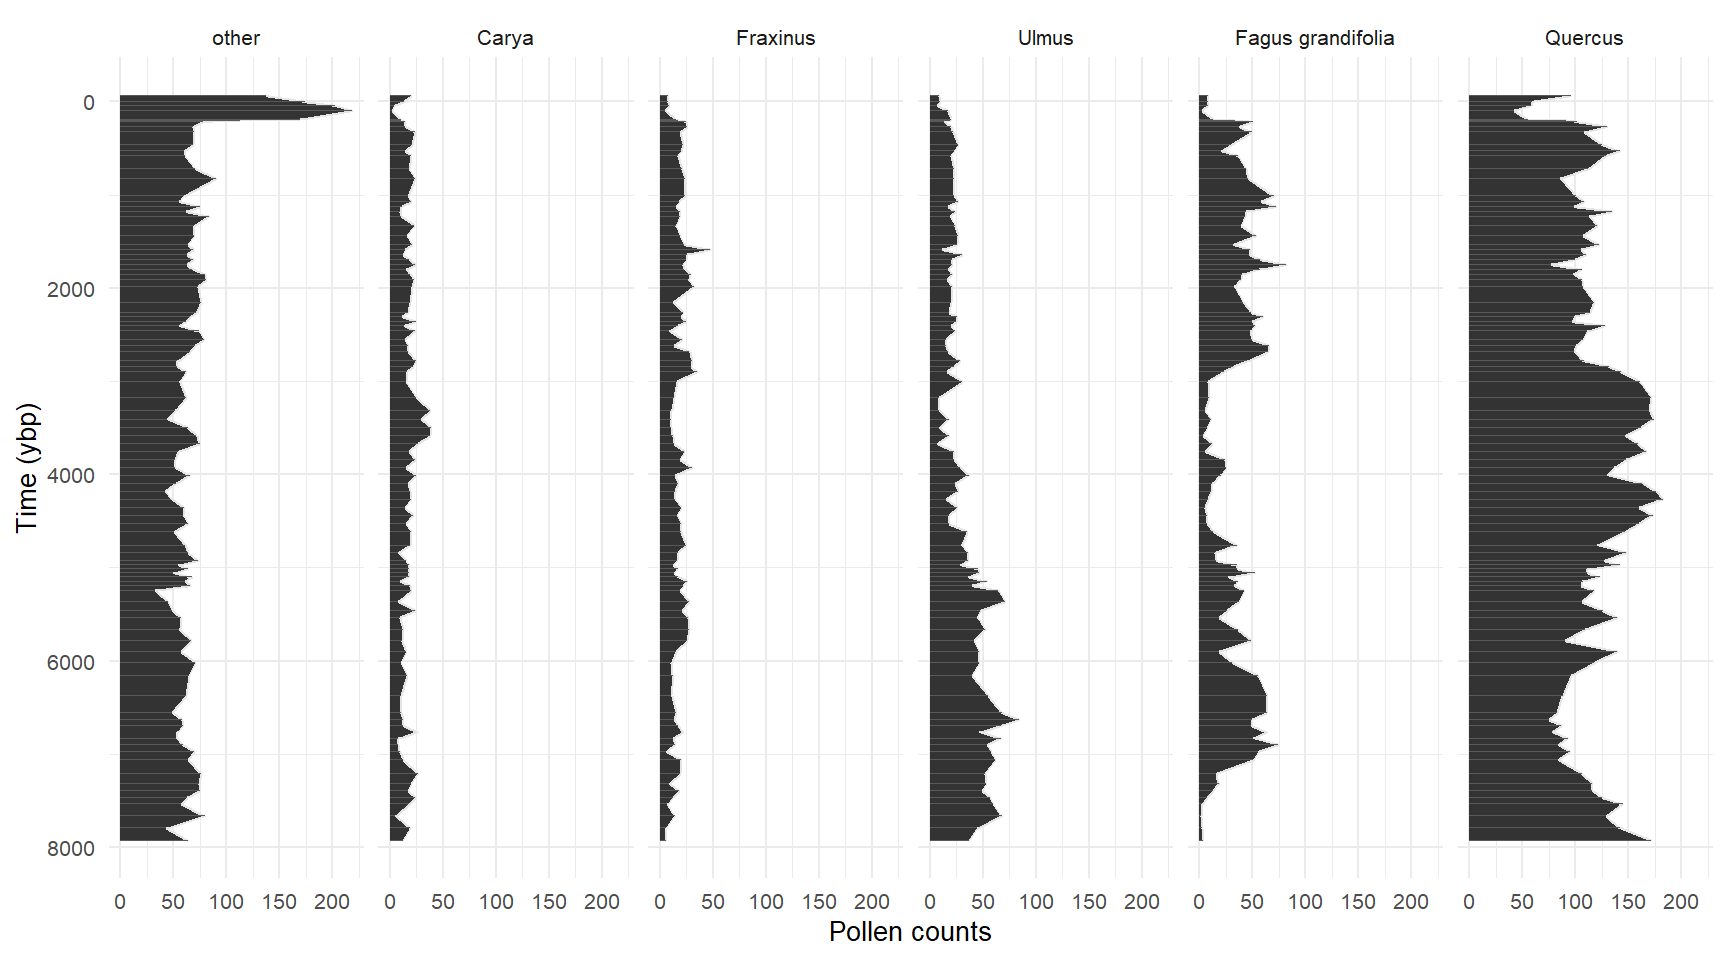 other Carya Fraxinus Ulmus Fagus grandifolia Quercus
Time (ybp)
0
2000
4000
6000
8000
0 50 100 150 200 0 50 100 150 200 0 50 100 150 200 0 50 100 150 200 0 50 100 150 200 0 50 100 150 200
Pollen counts